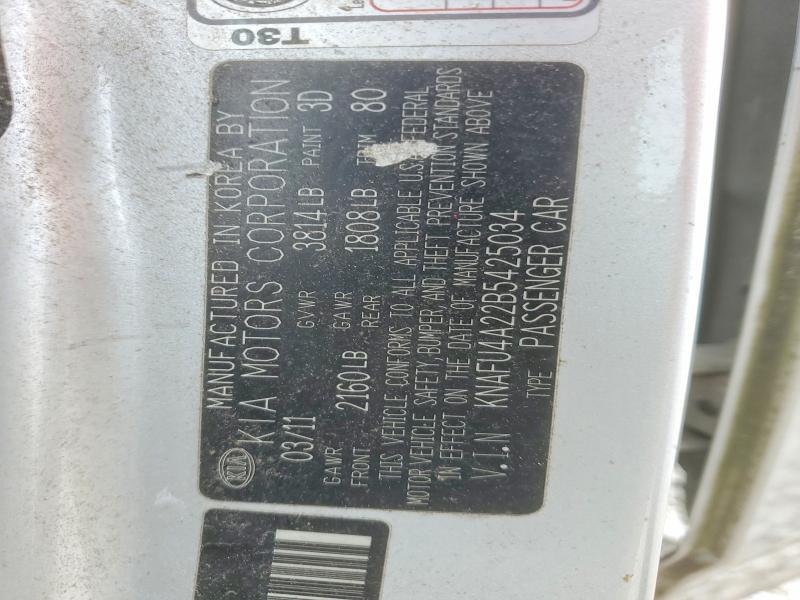 T30
KIA
MANUFACTURED IN KOREA BY
KIA MOTORS CORPORATION
03/11 GVWR 3814LB PAINT 3D
GAWR FRONT 2160LB GAWR REAR 1808LB TRIM 80
THIS VEHICLE CONFORMS TO ALL APPLICABLE U.S.A FEDERAL
MOTOR VEHICLE SAFETY, BUMPER AND THEFT PREVENTION STANDARDS
IN EFFECT ON THE DATE OF MANUFACTURE SHOWN ABOVE
V.I.N KNAFU4A22B5425034
TYPE PASSENGER CAR